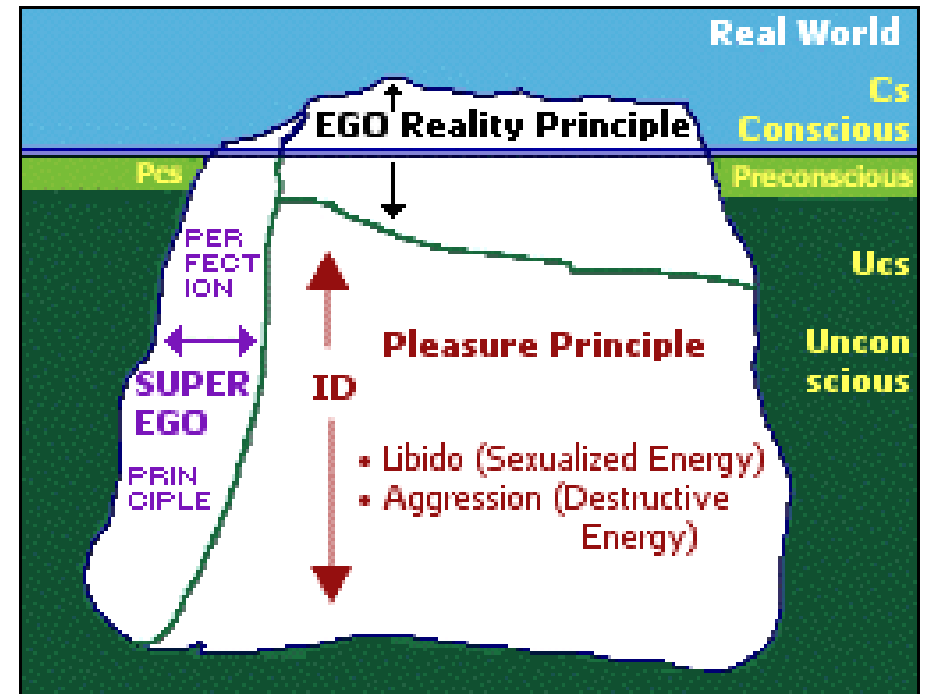 Real World
Cs
Conscious
EGO Reality Principle
Pcs
Preconscious
PER
FECT
ION
Ucs
Pleasure Principle
Uncon
scious
SUPER
EGO
ID
PRIN
CIPLE
• Libido (Sexualized Energy)
• Aggression (Destructive
Energy)